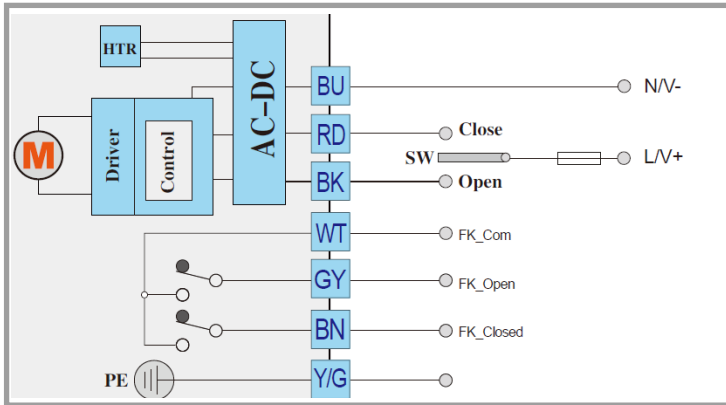 HTR
AC-DC
BU
N/V-
RD
Close
M
Driver
Control
SW
L/V+
BK
Open
WT
FK_Com
GY
FK_Open
BN
FK_Closed
PE
Y/G